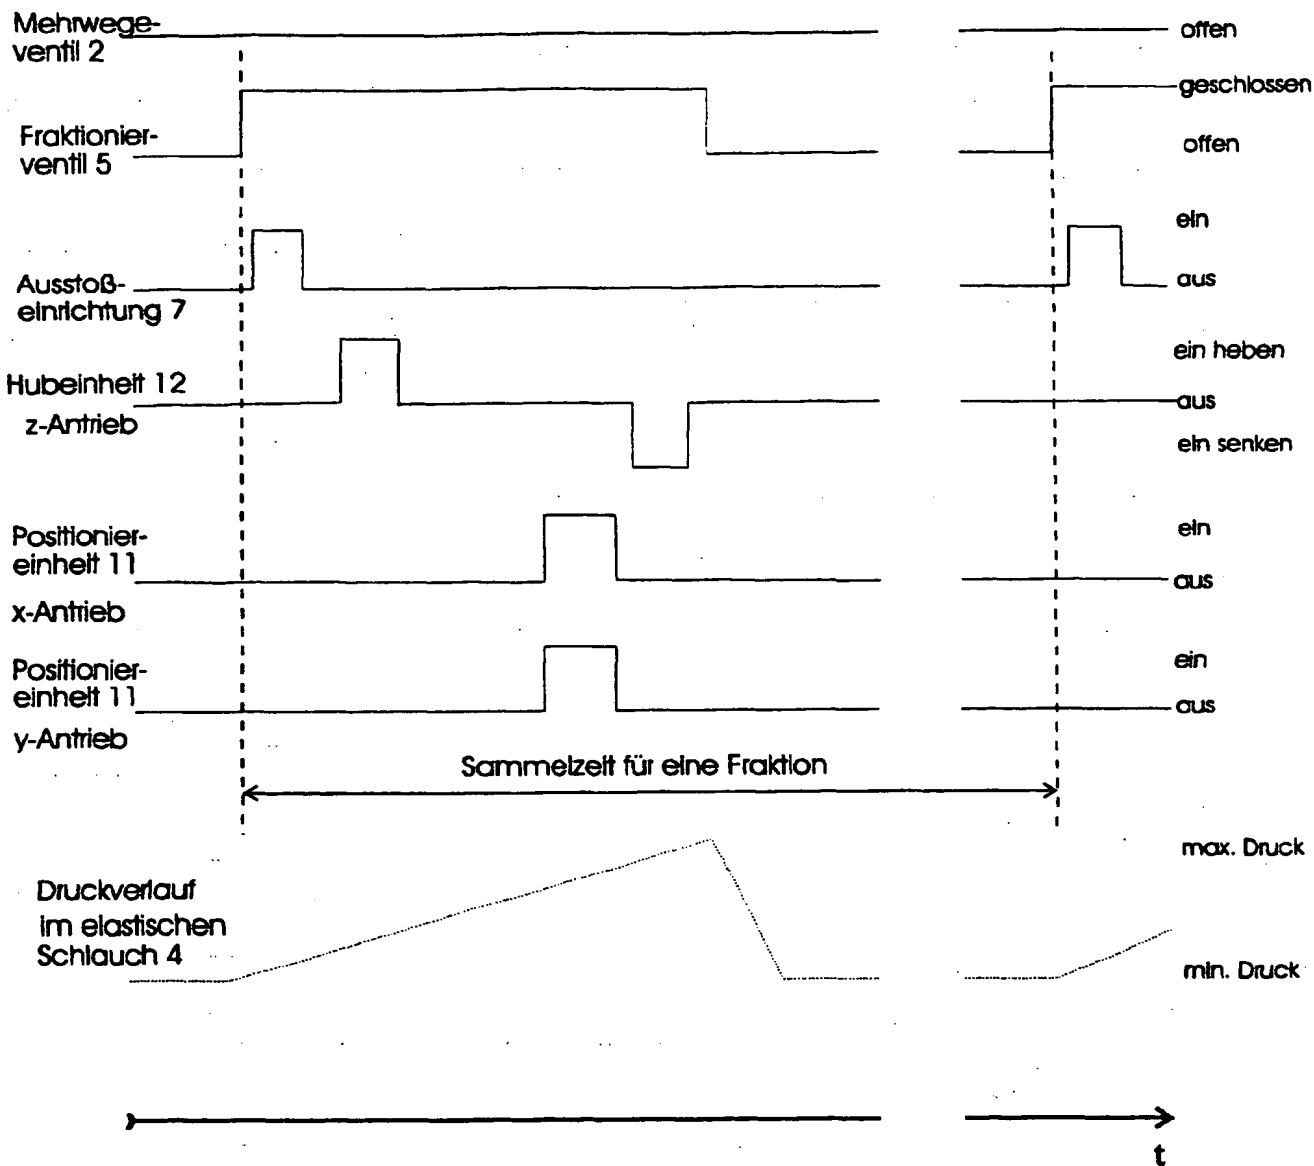 Mehrwege-
ventil 2
offen
geschlossen
Fraktionier-
ventil 5
offen
ein
Ausstoß-
einrichtung 7
aus
ein heben
Hubeinheit 12
aus
z-Antrieb
ein senken
Positionier-
einheit 11
ein
aus
x-Antrieb
Positionier-
einheit 11
ein
aus
y-Antrieb
Sammelzeit für eine Fraktion
max. Druck
Druckverlauf
im elastischen
Schlauch 4
min. Druck
t